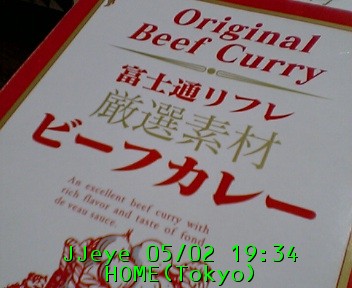 Original
Beef Curry
富士通リフレ
厳選素材
ビーフカレー
An excellent beef curry with
rich flavor and taste of fond
de veau sauce.
JJeye 05/02 19:34
HOME(Tokyo)